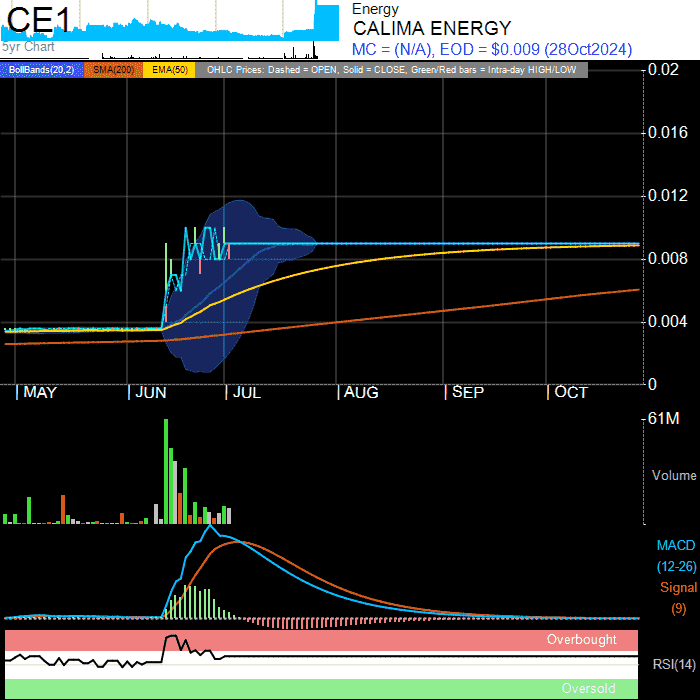 CE1
5yr Chart
Energy
CALIMA ENERGY
MC = (N/A), EOD = $0.009 (28Oct2024)
BollBands(20,2) SMA(200) EMA(50) OHLC Prices: Dashed = OPEN, Solid = CLOSE, Green/Red bars = Intra-day HIGH/LOW
0.02
0.016
0.012
0.008
0.004
0
MAY JUN JUL AUG SEP OCT
61M
Volume
MACD
(12-26)
Signal
(9)
Overbought
RSI(14)
Oversold